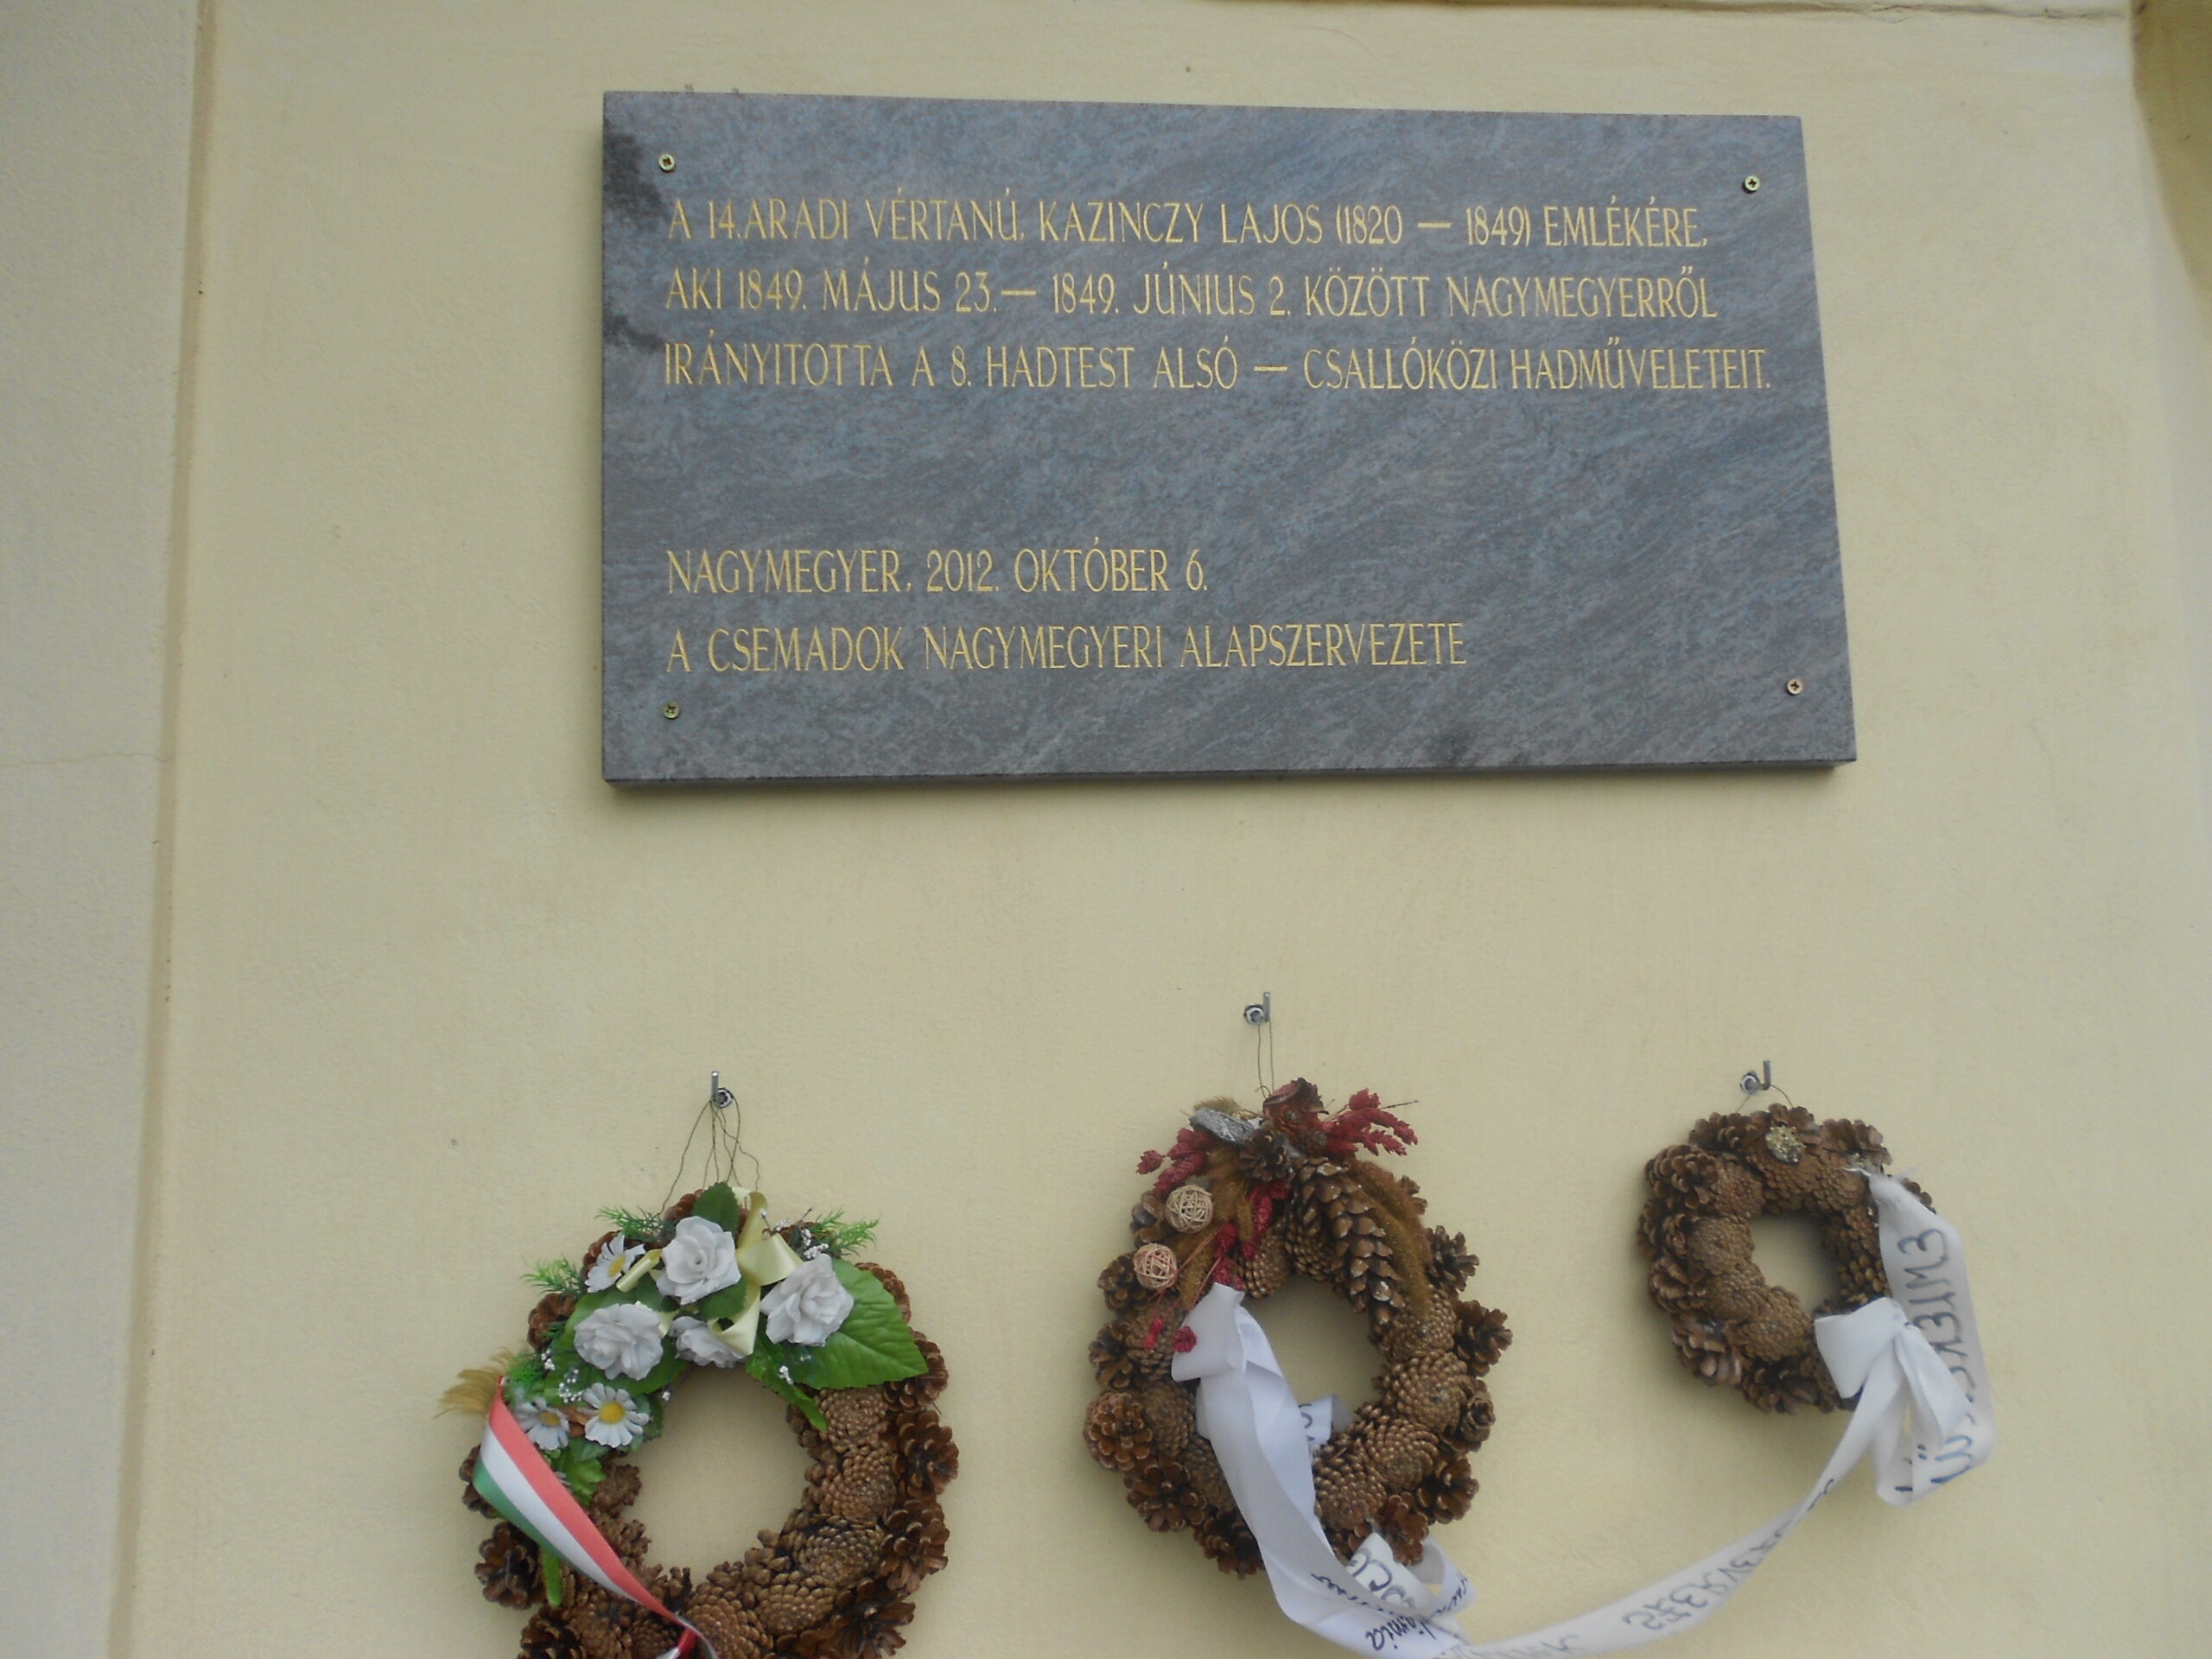 A 14.ARADI VÉRTANÚ, KAZINCZY LAJOS (1820 — 1849) EMLÉKÉRE,
AKI 1849. MÁJUS 23.— 1849. JÚNIUS 2. KÖZÖTT NAGYMEGYERRŐL
IRÁNYITOTTA A 8. HADTEST ALSÓ — CSALLÓKÖZI HADMŰVELETEIT.
NAGYMEGYER, 2012. OKTÓBER 6.
A CSEMADOK NAGYMEGYERI ALAPSZERVEZETE